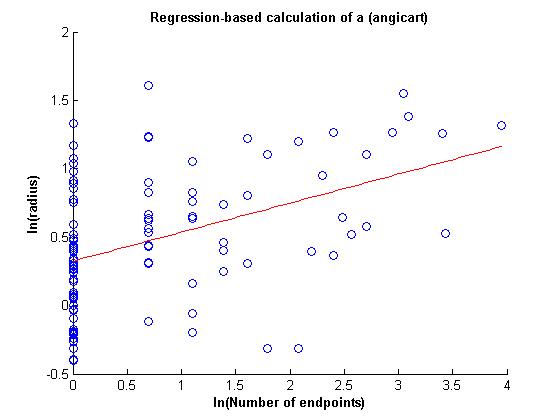 Regression-based calculation of a (angicart)
2
1.5
1
0.5
0
-0.5
ln(radius)
0 0.5 1 1.5 2 2.5 3 3.5 4
ln(Number of endpoints)